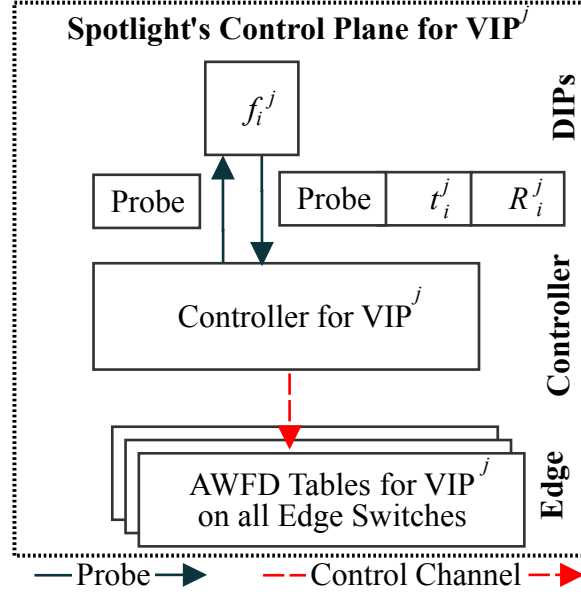 Spotlight's Control Plane for VIP^j
DIPs
f_i^j
Probe
Probe t_i^j R_i^j
Controller for VIP^j
Controller
AWFD Tables for VIP^j
on all Edge Switches
Edge
Probe
Control Channel